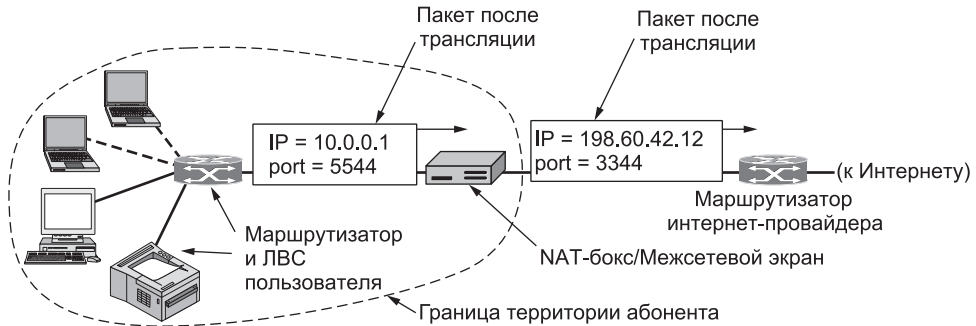 Пакет после
трансляции
Пакет после
трансляции
IP = 10.0.0.1
port = 5544
IP = 198.60.42.12
port = 3344
(к Интернету)
Маршрутизатор
интернет-провайдера
Маршрутизатор
и ЛВС
пользователя
NAT-бокс/Межсетевой экран
Граница территории абонента